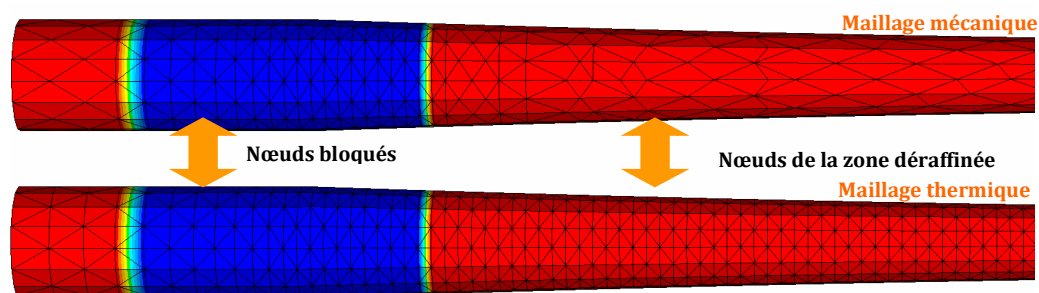 Maillage mécanique
Nœuds bloqués
Nœuds de la zone déraffinée
Maillage thermique